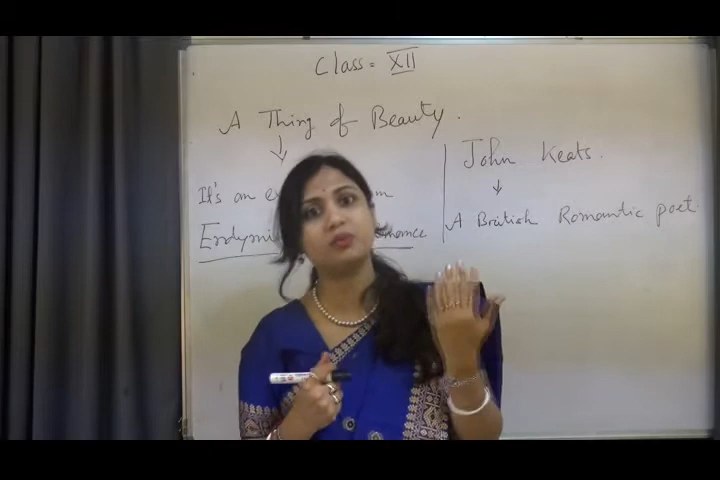 Class = XII
A Thing of Beauty.
It's an
John Keats.
A British Romantic poet.